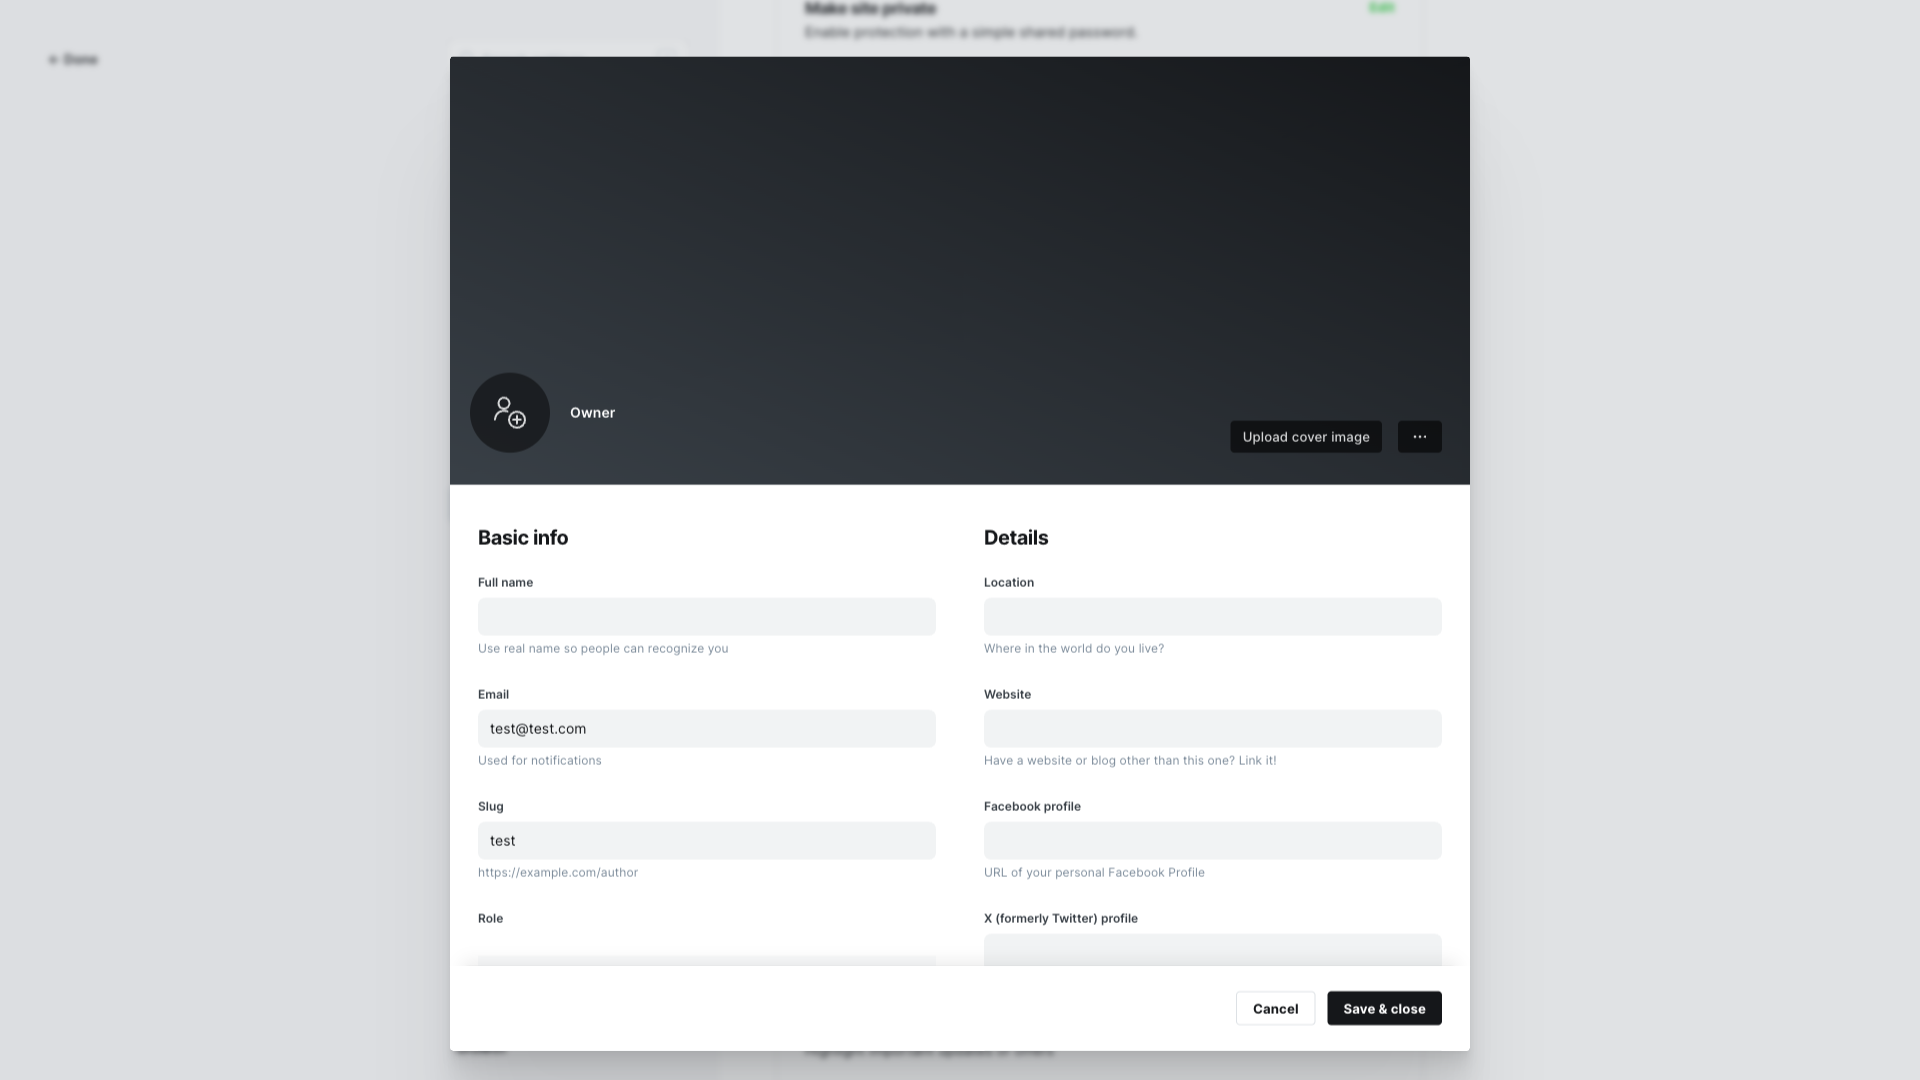 Make site private
Edit
Enable protection with a simple shared password.
← Done
Owner
Upload cover image
···
Basic info
Details
Full name
Location
Use real name so people can recognize you
Where in the world do you live?
Email
Website
test@test.com
Used for notifications
Have a website or blog other than this one? Link it!
Slug
Facebook profile
test
https://example.com/author
URL of your personal Facebook Profile
Role
X (formerly Twitter) profile
Cancel
Save & close